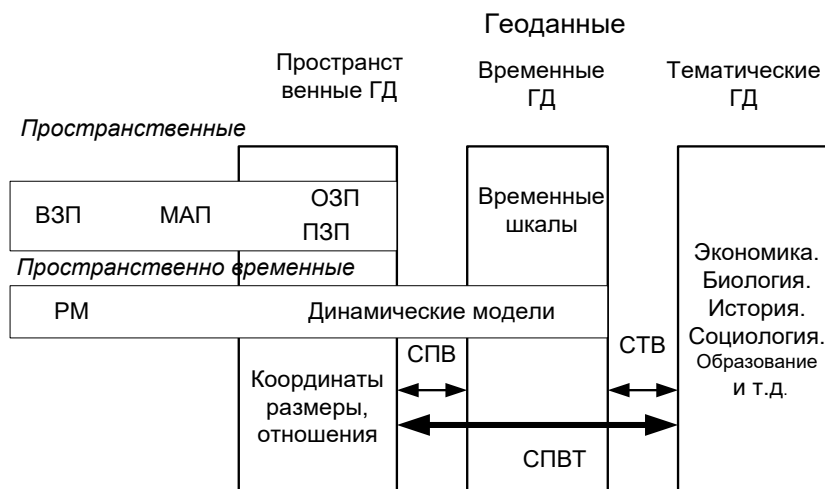 Геоданные
Пространст
венные ГД
Временные
ГД
Тематические
ГД
Пространственные
ВЗП
МАП
ОЗП
ПЗП
Временные
шкалы
Пространственно временные
РМ
Динамические модели
Экономика.
Биология.
История.
Социология.
Образование
и т.д.
СПВ
СТВ
Координаты
размеры,
отношения
СПВТ